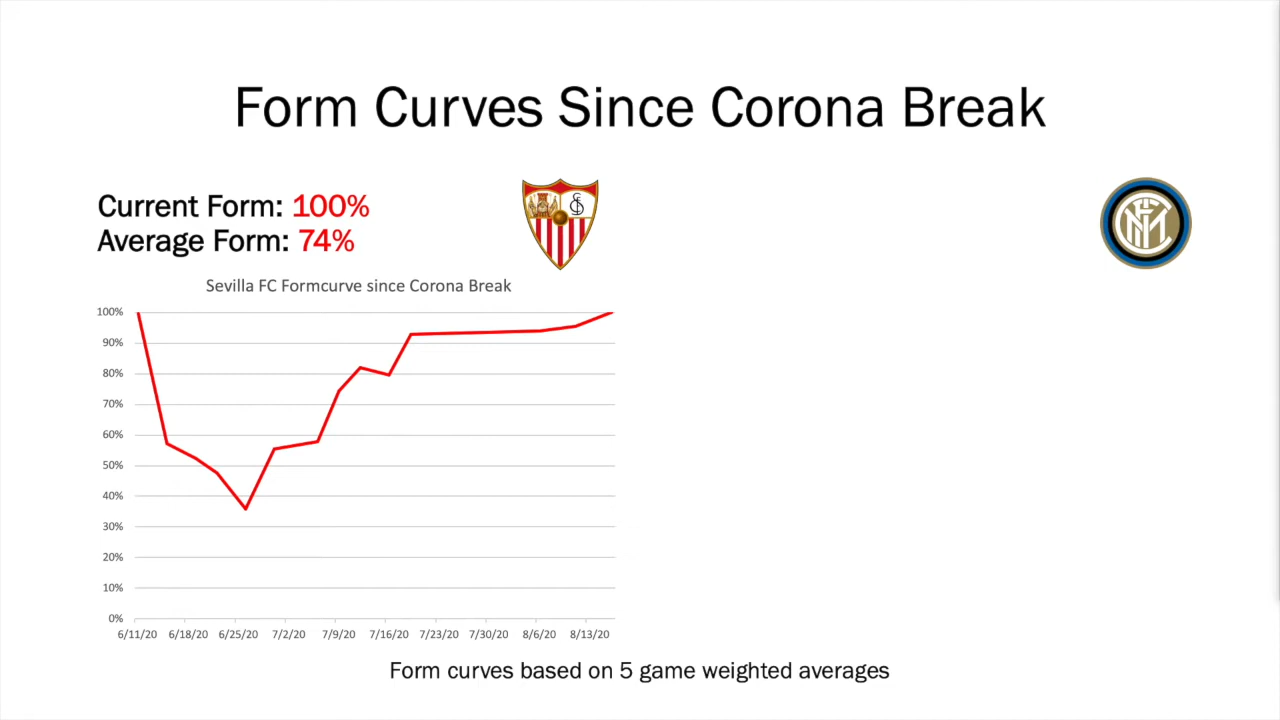 Form Curves Since Corona Break
Current Form: 100%
Average Form: 74%
Sevilla FC Formcurve since Corona Break
100%
90%
80%
70%
60%
50%
40%
30%
20%
10%
0%
6/11/20 6/18/20 6/25/20 7/2/20 7/9/20 7/16/20 7/23/20 7/30/20 8/6/20 8/13/20
Form curves based on 5 game weighted averages